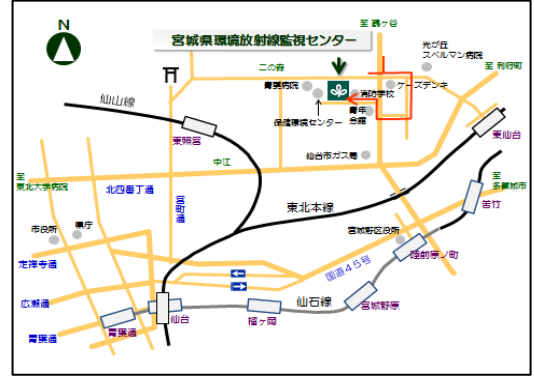 N
宮城県環境放射線監視センター
至 鶴ヶ谷
光が丘
スペルマン病院
至 利府町
二の森
青葉病院
消防学校
ケーズデンキ
保健環境センター
青年
会館
仙山線
東照宮
東仙台
仙台市ガス局
中江
至
東北大学病院
北四番丁通
宮町通
至
多賀城市
苦竹
東北本線
市役所
県庁
宮城野区役所
陸前原ノ町
定禅寺通
国道45号
広瀬通
仙石線
宮城野原
青葉通
青葉通
仙台
榴ヶ岡